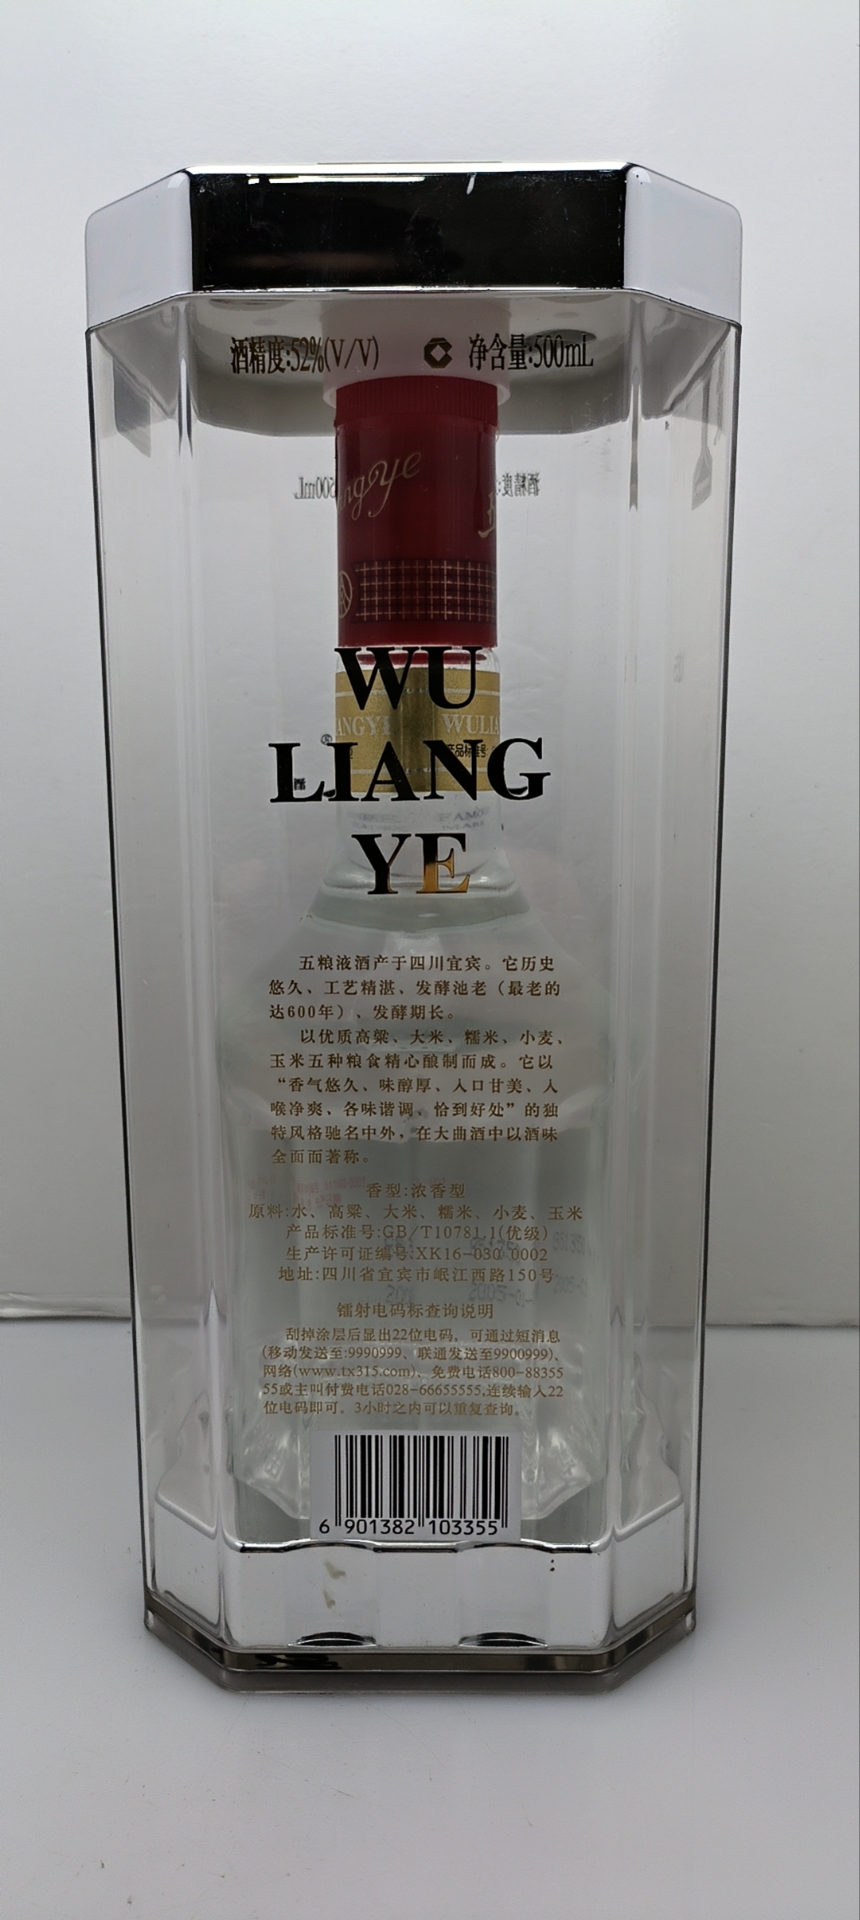 酒精度:52%(V/V) 净含量:500mL
WU
LIANG
YE
五粮液酒产于四川宜宾。它历史
悠久、工艺精湛、发酵池老（最老的
达600年）、发酵期长。
以优质高粱、大米、糯米、小麦、
玉米五种粮食精心酿制而成。它以
“香气悠久、味醇厚、入口甘美、入
喉净爽、各味谐调、恰到好处”的独
特风格驰名中外，在大曲酒中以酒味
全面而著称。
香型:浓香型
原料:水、高粱、大米、糯米、小麦、玉米
产品标准号:GB/T10781.1(优级)
生产许可证编号:XK16-030 0002
地址:四川省宜宾市岷江西路150号
镭射电码标查询说明
刮掉涂层后显出22位电码，可通过短消息
(移动发送至:9990999、联通发送至9900999)、
网络(www.tx315.com)、免费电话800-88355
55或主叫付费电话028-66655555,连续输入22
位电码即可。3小时之内可以重复查询。
6 901382 103355